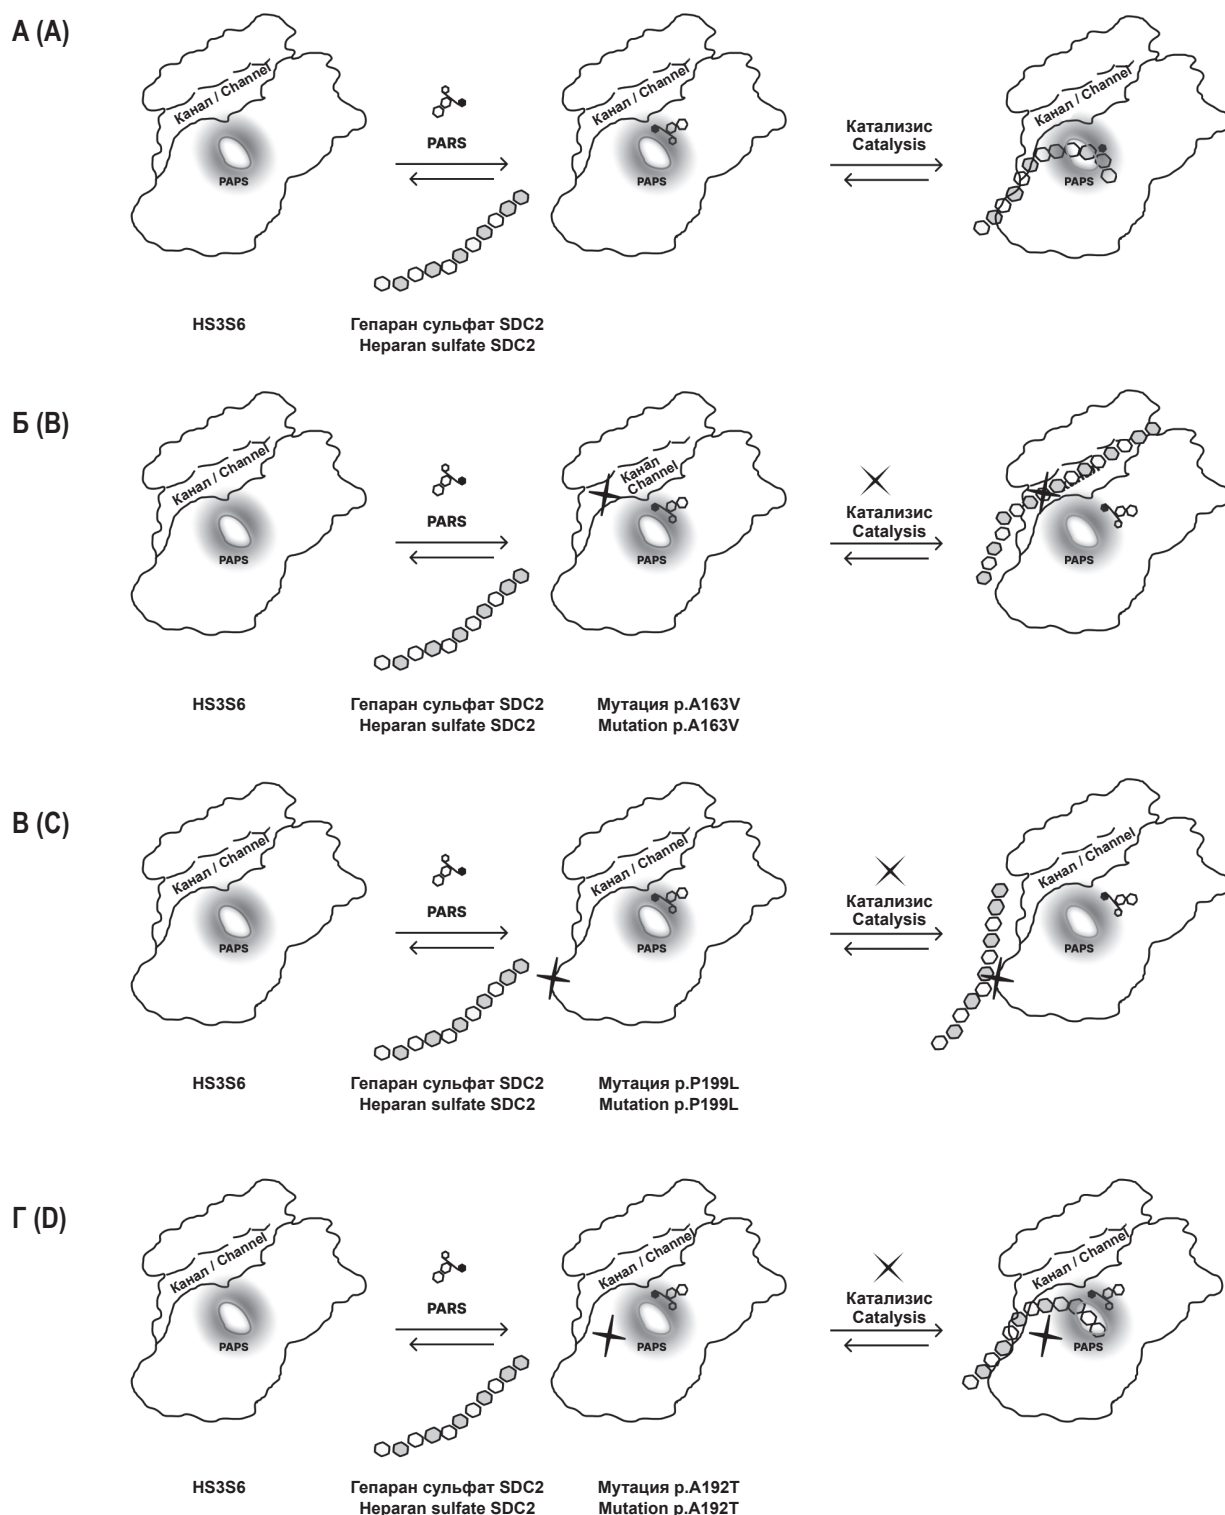 А (A)
Канал / Channel
PAPS
PARS
Катализис
Catalysis
Канал / Channel
PAPS
Канал / Channel
PAPS
HS3S6
Гепаран сульфат SDC2
Heparan sulfate SDC2
Б (B)
Канал / Channel
PAPS
PARS
Канал
Channel
PAPS
Катализис
Catalysis
PAPS
HS3S6
Гепаран сульфат SDC2
Heparan sulfate SDC2
Мутация p.A163V
Mutation p.A163V
В (C)
Канал / Channel
PAPS
PARS
Канал / Channel
PAPS
Катализис
Catalysis
Канал / Channel
PAPS
HS3S6
Гепаран сульфат SDC2
Heparan sulfate SDC2
Мутация p.P199L
Mutation p.P199L
Г (D)
Канал / Channel
PAPS
PARS
Канал / Channel
PAPS
Катализис
Catalysis
Канал / Channel
PAPS
HS3S6
Гепаран сульфат SDC2
Heparan sulfate SDC2
Мутация p.A192T
Mutation p.A192T